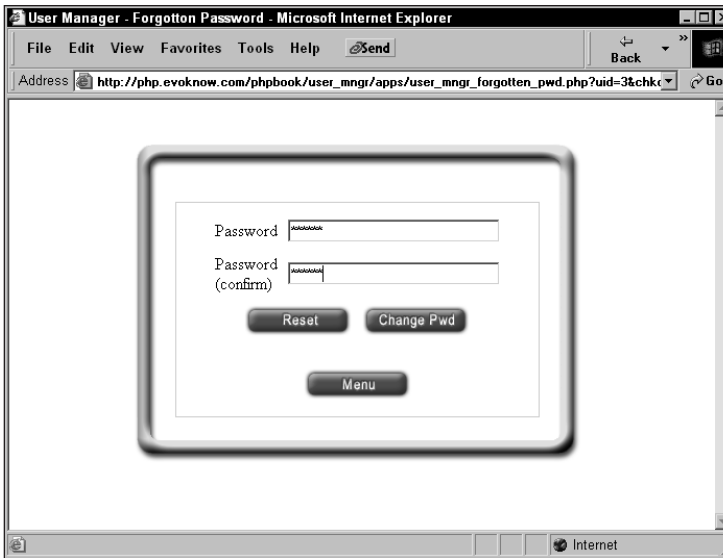 User Manager - Forgotton Password - Microsoft Internet Explorer
File Edit View Favorites Tools Help Send Back »
Address http://php.evoknow.com/phpbook/user_mngr/apps/user_mngr_forgotten_pwd.php?uid=3&chkc Go
Password ******
Password
(confirm) ******
Reset Change Pwd
Menu
Internet